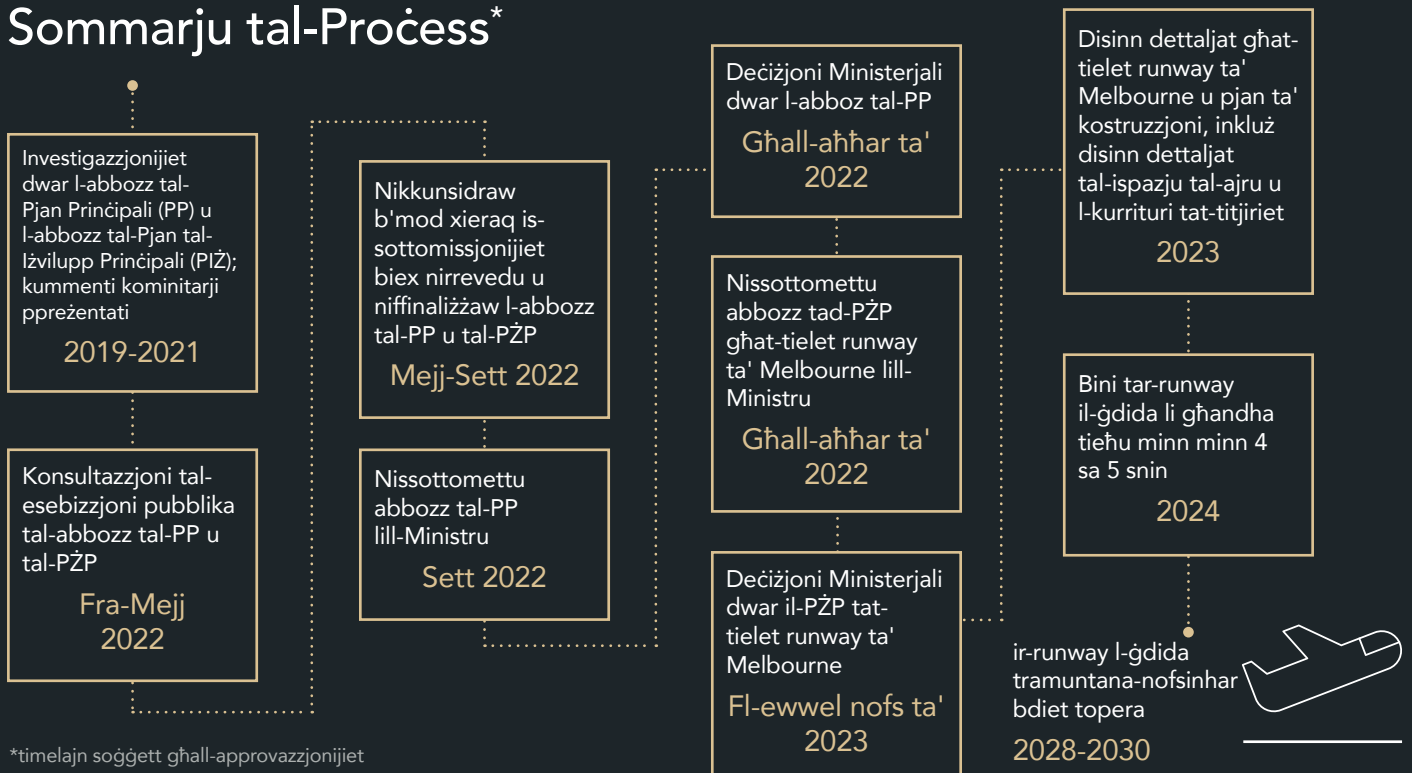 Sommarju tal-Proċess*
Investigazzjonijiet
dwar l-abbozz tal-
Pjan Prinċipali (PP) u
l-abbozz tal-Pjan tal-
Iżvilupp Prinċipali (PIŻ);
kummenti kominitarji
ppreżentati
2019-2021
Konsultazzjoni tal-
esebizzjoni pubblika
tal-abbozz tal-PP u
tal-PŻP
Fra-Mejj
2022
Nikkunsidraw
b'mod xieraq is-
sottomissjonijiet
biex nirrevedu u
niffinaliżżaw l-abbozz
tal-PP u tal-PŻP
Mejj-Sett 2022
Nissottomettu
abbozz tal-PP
lill-Ministru
Sett 2022
Deċiżjoni Ministerjali
dwar l-abboz tal-PP
Għall-aħħar ta'
2022
Nissottomettu
abbozz tad-PŻP
għat-tielet runway
ta' Melbourne lill-
Ministru
Għall-aħħar ta'
2022
Deċiżjoni Ministerjali
dwar il-PŻP tat-
tielet runway ta'
Melbourne
Fl-ewwel nofs ta'
2023
Disinn dettaljat għat-
tielet runway ta'
Melbourne u pjan ta'
kostruzzjoni, inkluż
disinn dettaljat
tal-ispazju tal-ajru u
l-kurrituri tat-titjiriet
2023
Bini tar-runway
il-ġdida li għandha
tieħu minn minn 4
sa 5 snin
2024
ir-runway l-ġdida
tramuntana-nofsinhar
bdiet topera
2028-2030
*timelajn soġġett għall-approvazzjonijiet